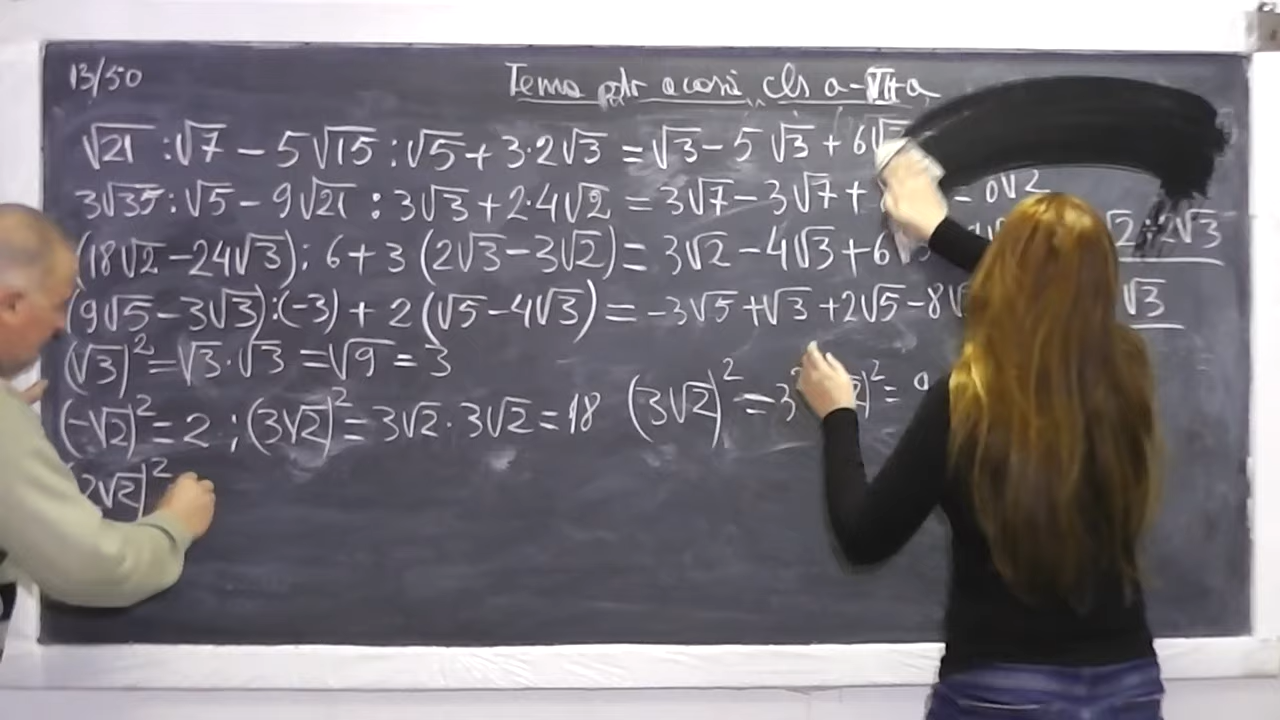 13/50
Tema ptr acasă cls a-VII-a
√21 : √7 - 5√15 : √5 + 3·2√3 = √3 - 5√3 + 6√3
3√35 : √5 - 9√21 : 3√3 + 2·4√2 = 3√7 - 3√7 +
(18√2 - 24√3) : 6 + 3(2√3 - 3√2) = 3√2 - 4√3 + 6 √2 + 2√3
(9√5 - 3√3) : (-3) + 2(√5 - 4√3) = -3√5 + √3 + 2√5 - 8√ √3
(√3)² = √3·√3 = √9 = 3
(-√2)² = 2 ; (3√2)² = 3√2·3√2 = 18 (3√2)² = 3 )² =
2√2)²